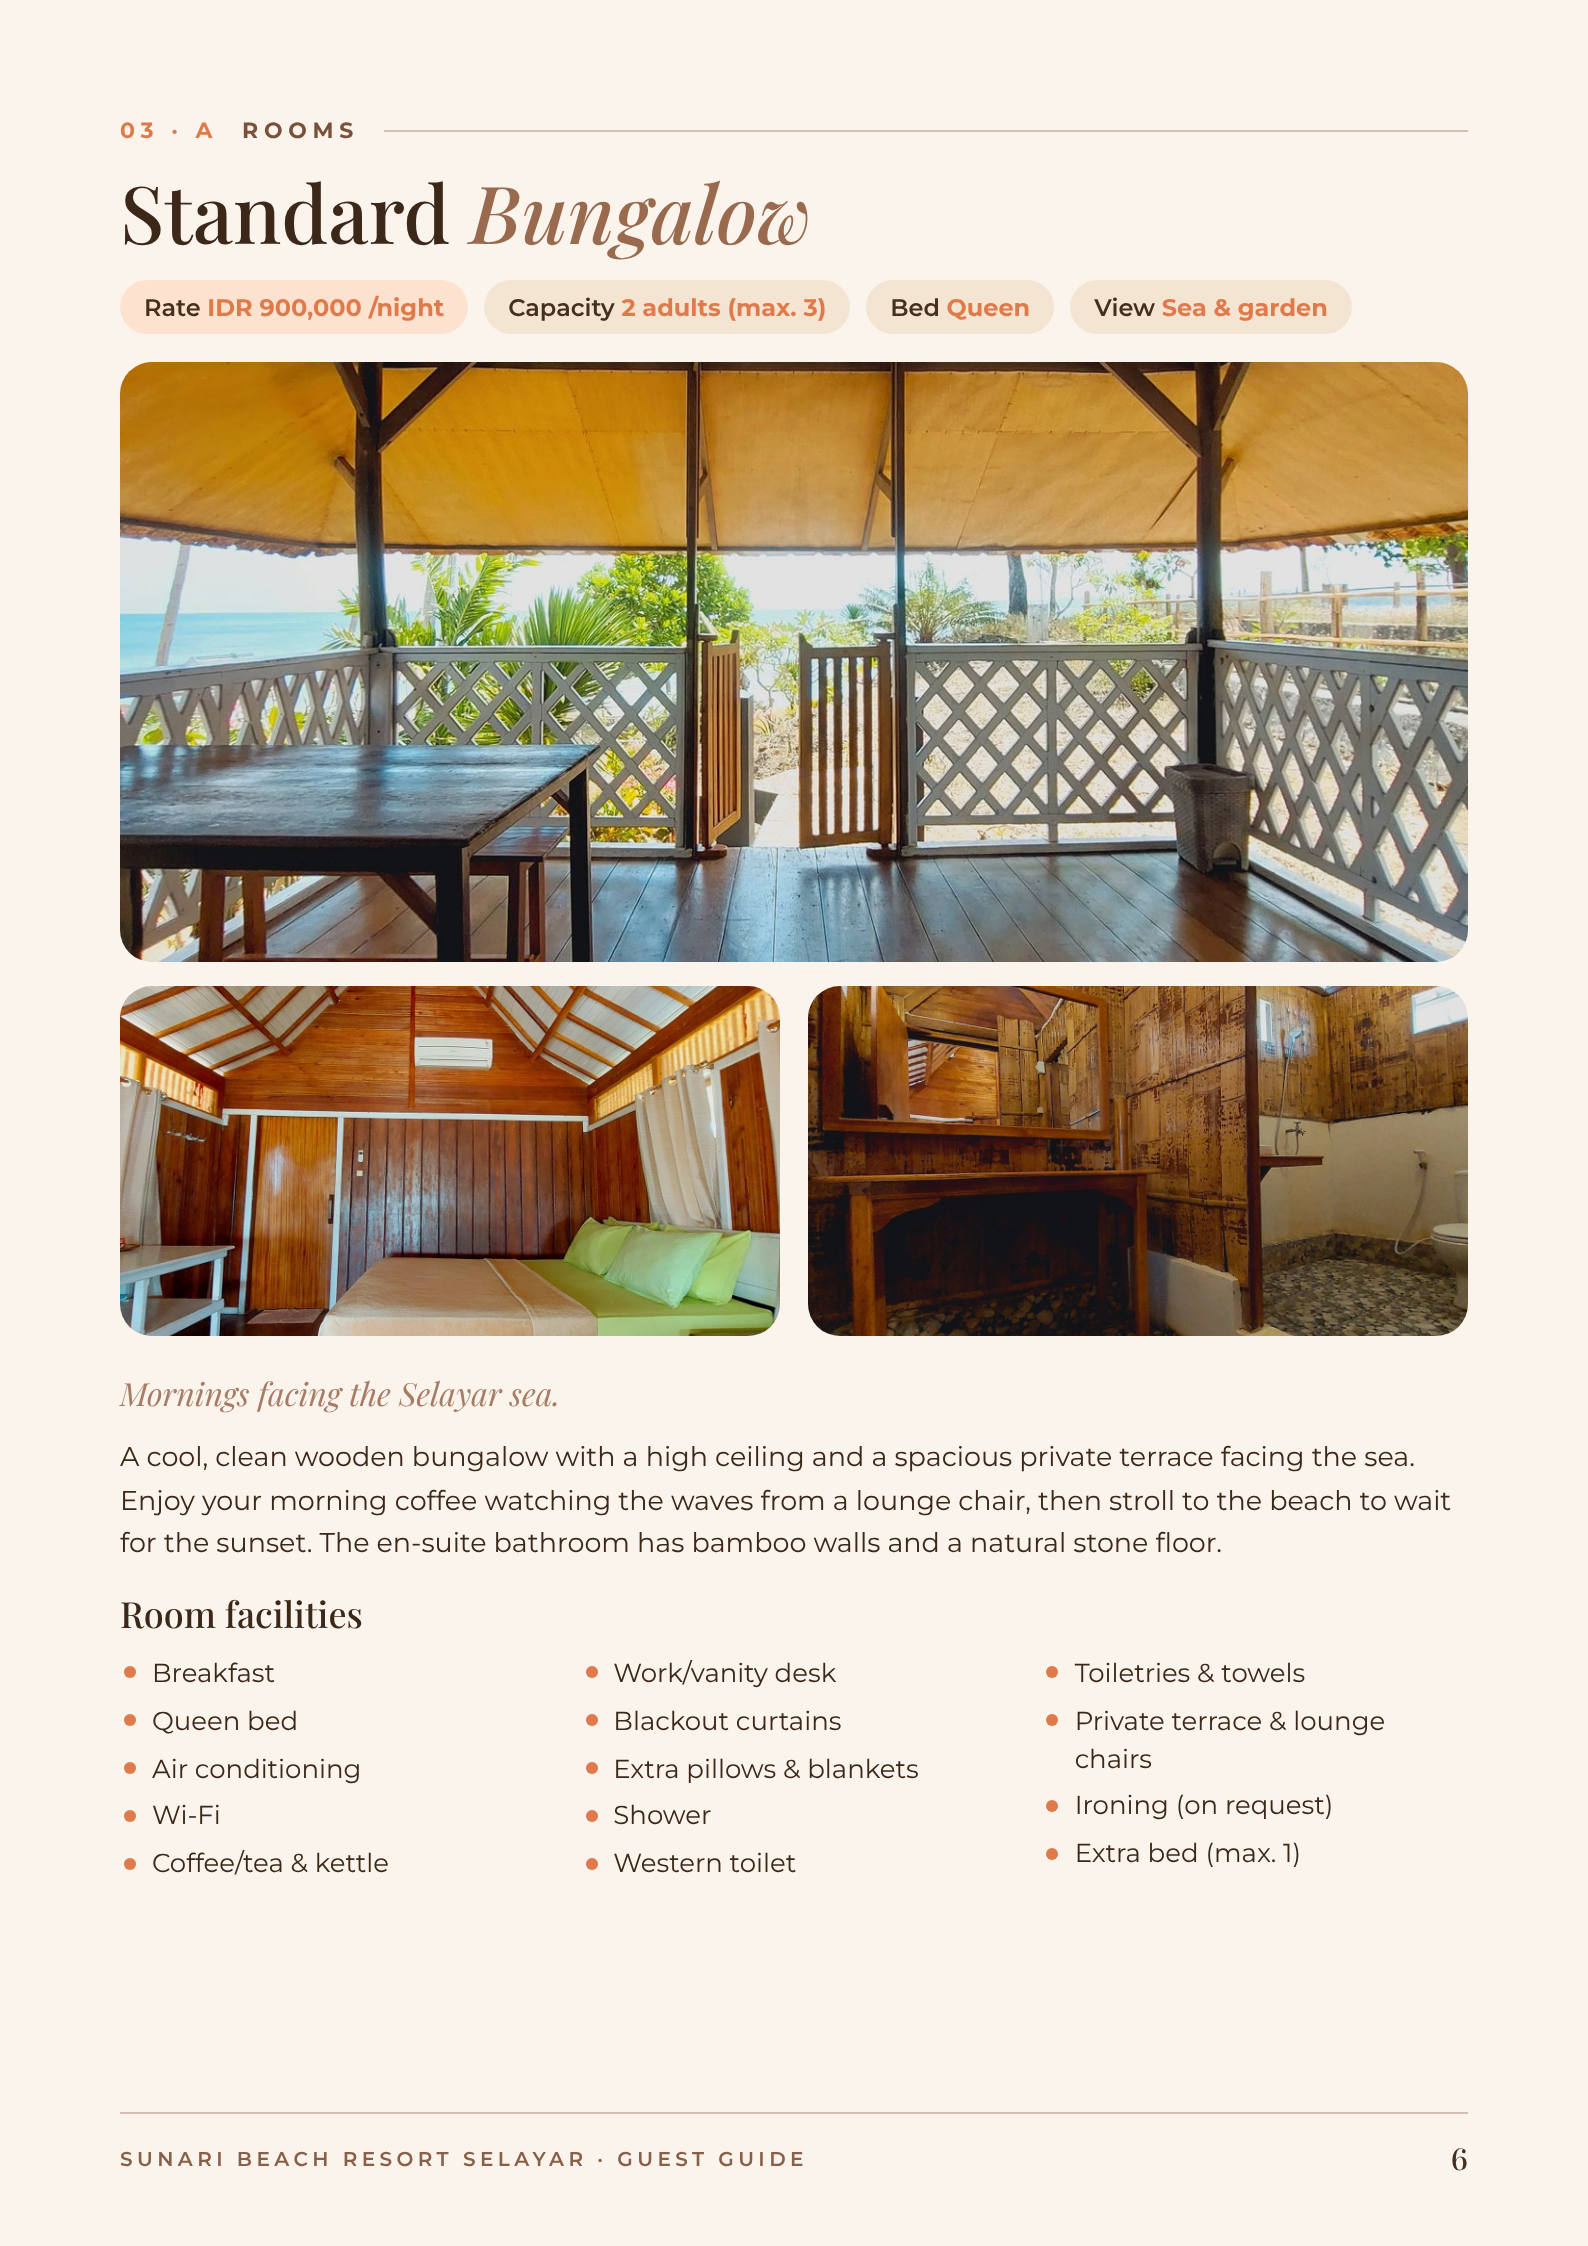 03 · A ROOMS
Standard Bungalow
Rate IDR 900,000 /night
Capacity 2 adults (max. 3)
Bed Queen
View Sea & garden
Mornings facing the Selayar sea.
A cool, clean wooden bungalow with a high ceiling and a spacious private terrace facing the sea.
Enjoy your morning coffee watching the waves from a lounge chair, then stroll to the beach to wait
for the sunset. The en-suite bathroom has bamboo walls and a natural stone floor.
Room facilities
Breakfast
Queen bed
Air conditioning
Wi-Fi
Coffee/tea & kettle
Work/vanity desk
Blackout curtains
Extra pillows & blankets
Shower
Western toilet
Toiletries & towels
Private terrace & lounge
chairs
Ironing (on request)
Extra bed (max. 1)
SUNARI BEACH RESORT SELAYAR · GUEST GUIDE
6